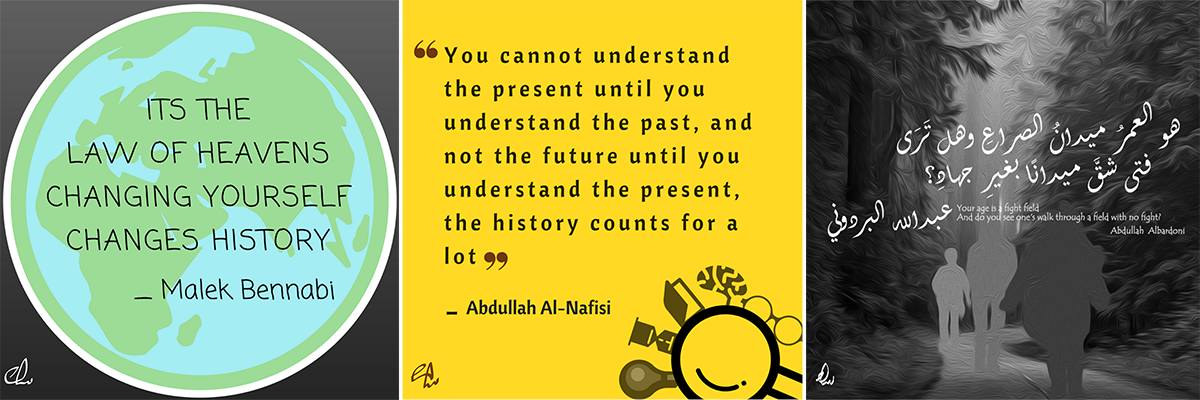 ITS THE
LAW OF HEAVENS
CHANGING YOURSELF
CHANGES HISTORY
_ Malek Bennabi
“ You cannot understand
the present until you
understand the past, and
not the future until you
understand the present,
the history counts for a
lot ”
_ Abdullah Al-Nafisi
هو العمرُ ميدانُ الصراعِ وهل تَرَى
فتى شقَّ ميدانًا بغيرِ جهادِ؟
عبدالله البردوني
Your age is a fight field
And do you see one's walk through a field with no fight?
Abdullah Albardoni